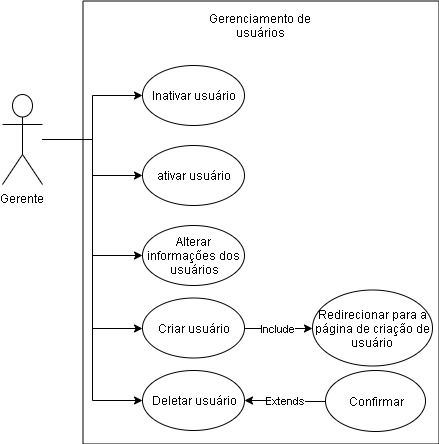 Gerenciamento de
usuários
Inativar usuário
Gerente
ativar usuário
Alterar
informações dos
usuários
Criar usuário
Include
Redirecionar para a
página de criação de
usuário
Deletar usuário
Extends
Confirmar